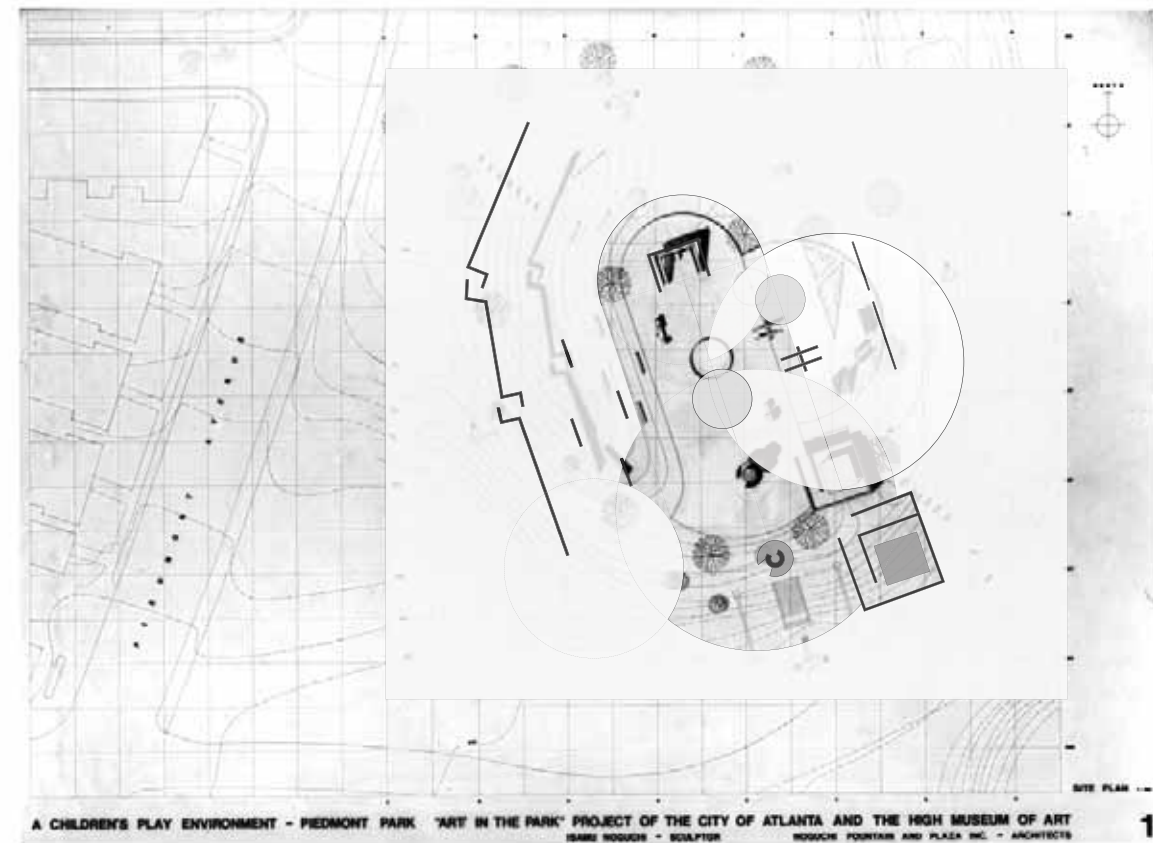 NORTH
SITE PLAN
A CHILDREN'S PLAY ENVIRONMENT - PIEDMONT PARK "ART IN THE PARK" PROJECT OF THE CITY OF ATLANTA AND THE HIGH MUSEUM OF ART
ISAMU NOGUCHI - SCULPTOR NOGUCHI FOUNTAIN AND PLAZA INC. - ARCHITECTS
1